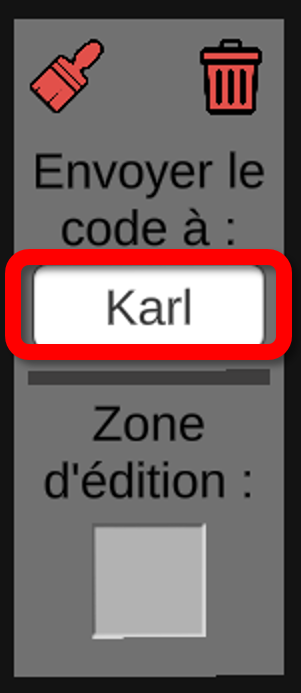 Envoyer le
code à :
Karl
Zone
d'édition :